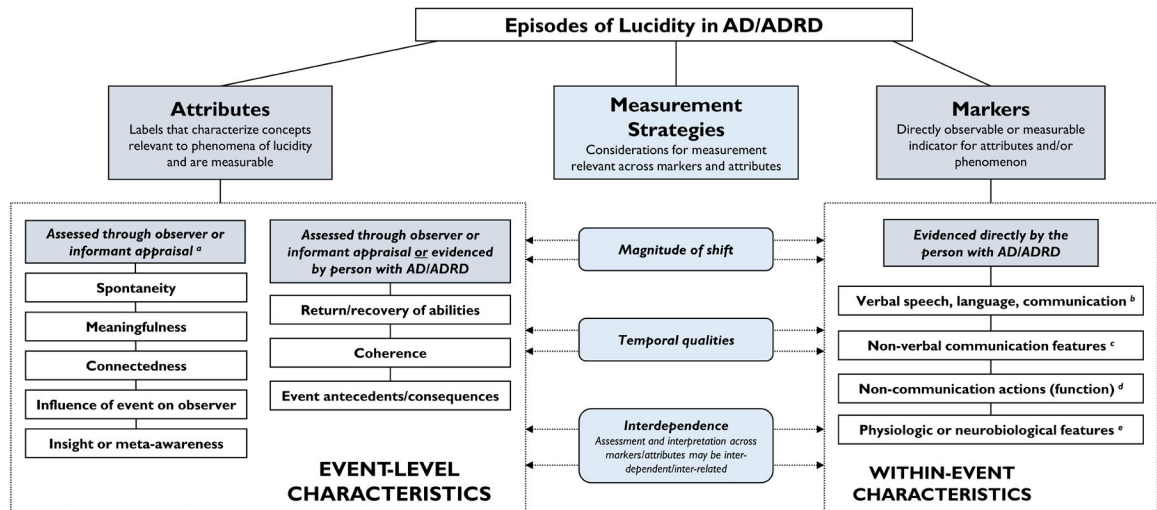 Episodes of Lucidity in AD/ADRD
Attributes
Labels that characterize concepts
relevant to phenomena of lucidity
and are measurable
Measurement
Strategies
Considerations for measurement
relevant across markers and attributes
Markers
Directly observable or measurable
indicator for attributes and/or
phenomenon
Assessed through observer or
informant appraisal a
Spontaneity
Meaningfulness
Connectedness
Influence of event on observer
Insight or meta-awareness
Assessed through observer or
informant appraisal or evidenced
by person with AD/ADRD
Return/recovery of abilities
Coherence
Event antecedents/consequences
EVENT-LEVEL
CHARACTERISTICS
Magnitude of shift
Temporal qualities
Interdependence
Assessment and interpretation across
markers/attributes may be inter-
dependent/inter-related
Evidenced directly by the
person with AD/ADRD
Verbal speech, language, communication b
Non-verbal communication features c
Non-communication actions (function) d
Physiologic or neurobiological features e
WITHIN-EVENT
CHARACTERISTICS